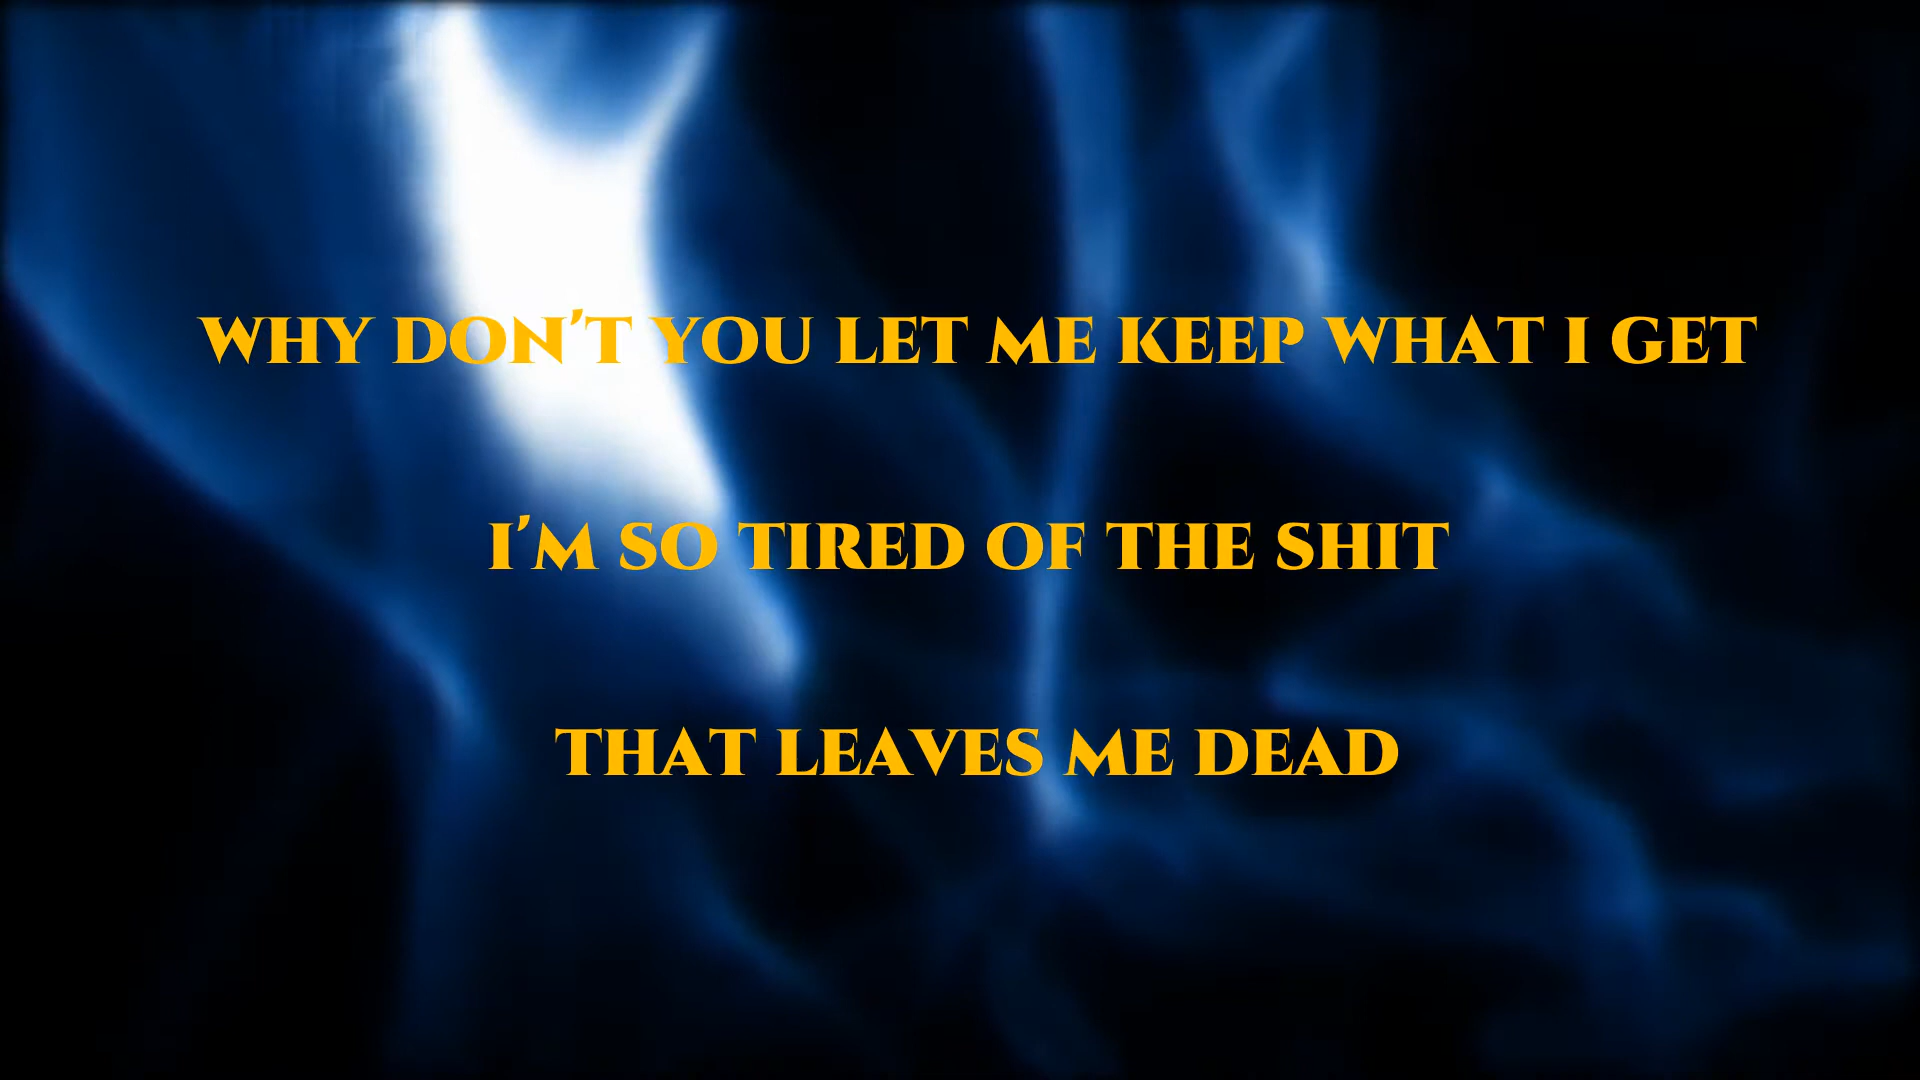 WHY DON'T YOU LET ME KEEP WHAT I GET
I'M SO TIRED OF THE SHIT
THAT LEAVES ME DEAD